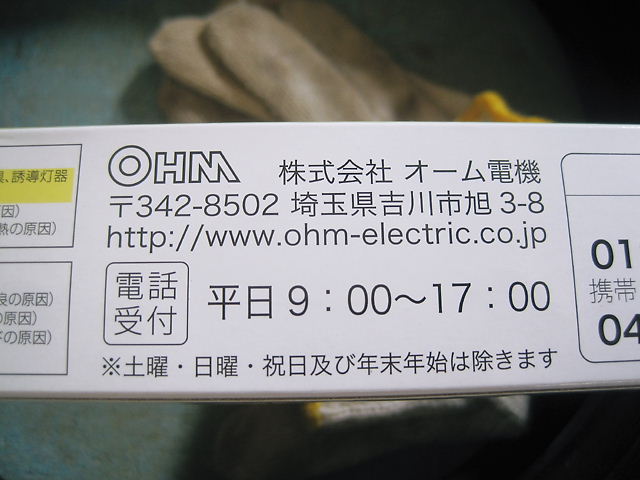 OHM 株式会社 オーム電機
〒342-8502 埼玉県吉川市旭 3-8
http://www.ohm-electric.co.jp
電話
受付
平日 9：00〜17：00
※土曜・日曜・祝日及び年末年始は除きます
、誘導灯器
因)
熱の原因)
良の原因)
の原因)
ドの原因)
01
携帯
04